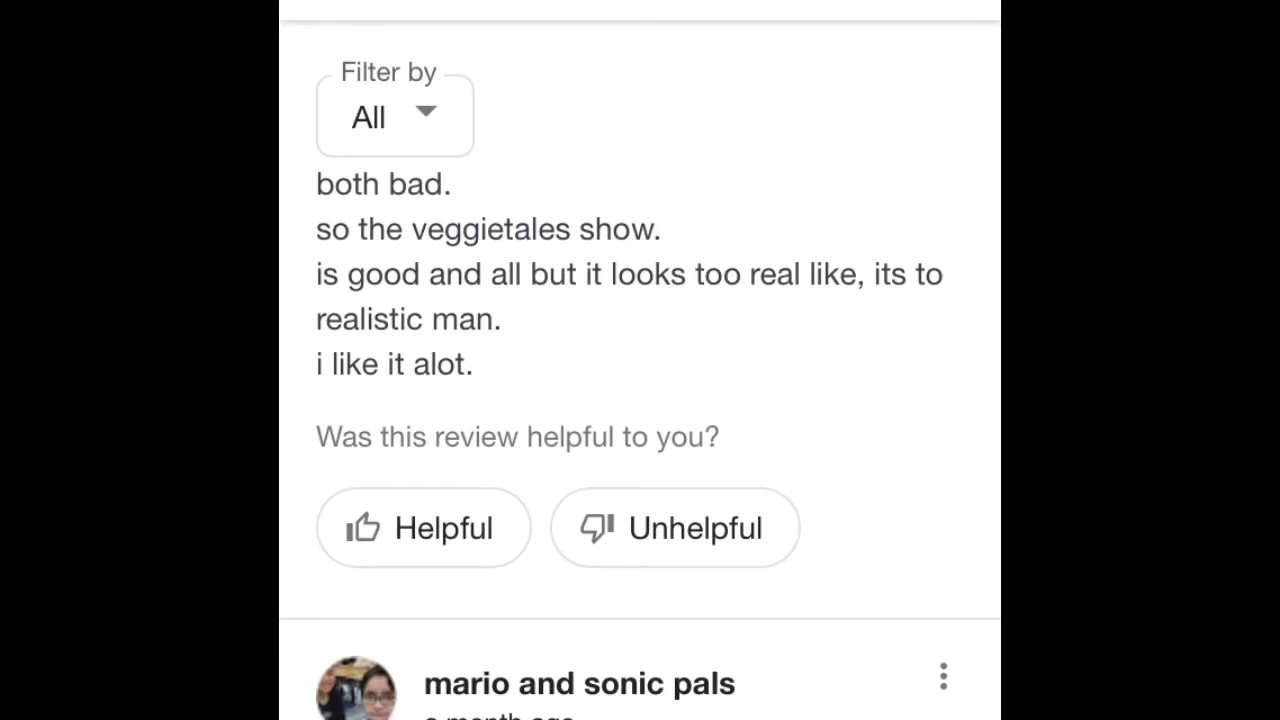 Filter by
All
both bad.
so the veggietales show.
is good and all but it looks too real like, its to
realistic man.
i like it alot.
Was this review helpful to you?
Helpful
Unhelpful
mario and sonic pals
a month ago